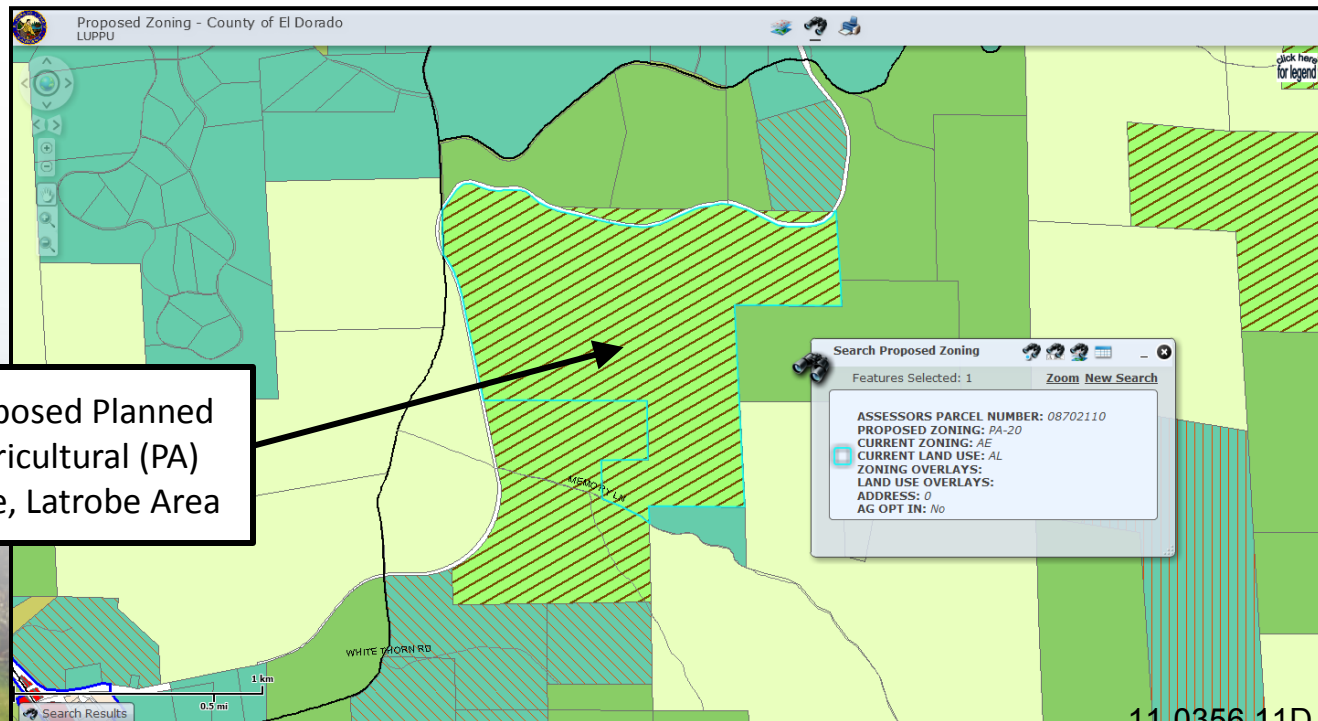 Proposed Zoning - County of El Dorado
LUPPU
click here
for legend
Search Proposed Zoning
Features Selected: 1
Zoom New Search
ASSESSORS PARCEL NUMBER: 08702110
PROPOSED ZONING: PA-20
CURRENT ZONING: AE
CURRENT LAND USE: AL
ZONING OVERLAYS:
LAND USE OVERLAYS:
ADDRESS: 0
AG OPT IN: No
posed Planned
ricultural (PA)
e, Latrobe Area
MEMORY LN
WHITE THORN RD
1 km
0.5 mi
Search Results
11-0356 11D